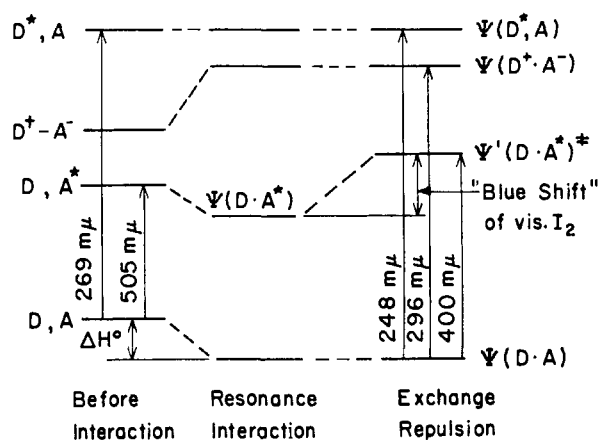 D*, A
Ψ(D*, A)
Ψ(D⁺·A⁻)
D⁺–A⁻
Ψ'(D·A*)‡
D, A*
Ψ(D·A*)
"Blue Shift"
of vis. I₂
269 mμ
505 mμ
248 mμ
296 mμ
400 mμ
D, A
ΔH°
Ψ(D·A)
Before
Interaction
Resonance
Interaction
Exchange
Repulsion